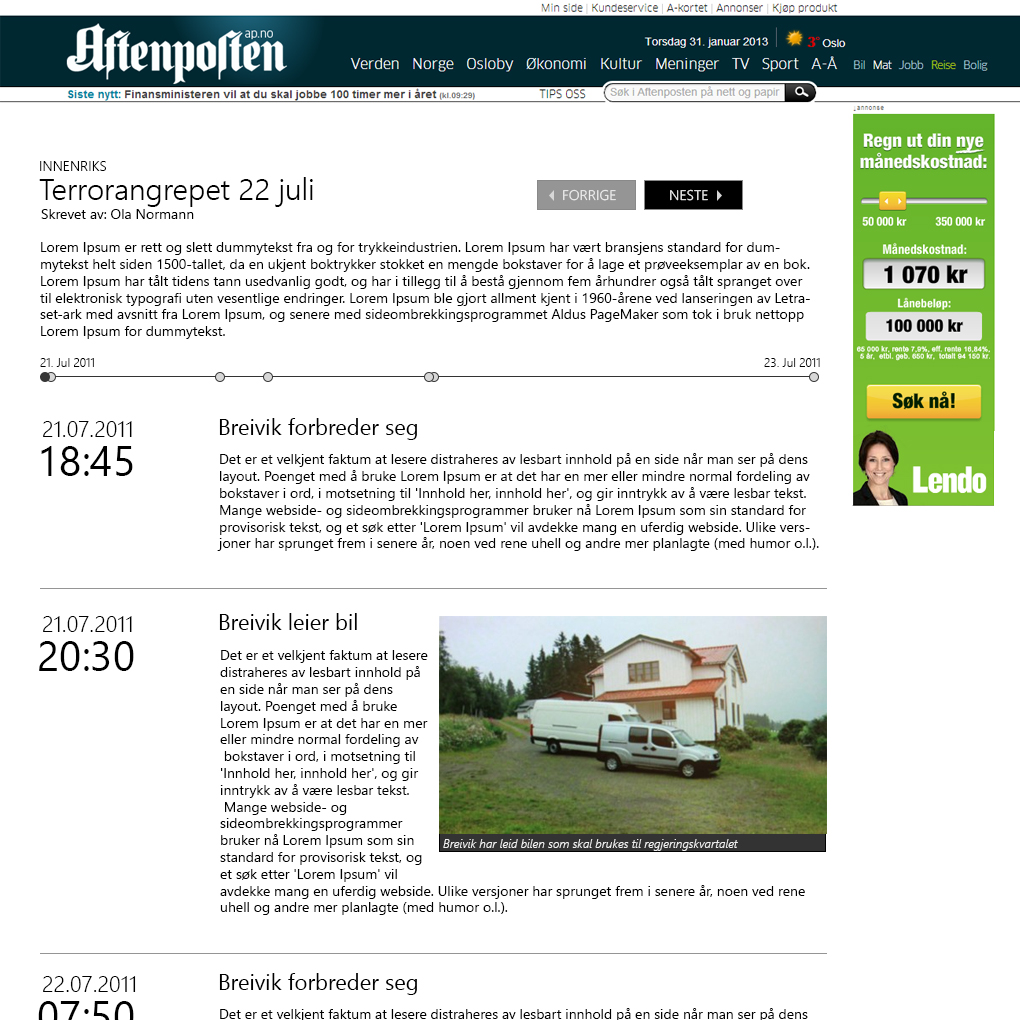 Min side | Kundeservice | A-kortet | Annonser | Kjøp produkt
Aftenposten
ap.no
Torsdag 31. januar 2013
3° Oslo
Verden Norge Osloby Økonomi Kultur Meninger TV Sport A-Å Bil Mat Jobb Reise Bolig
Siste nytt: Finansministeren vil at du skal jobbe 100 timer mer i året (kl.09:29)
TIPS OSS
Søk i Aftenposten på nett og papir
annonse
INNENRIKS
Terrorangrepet 22 juli
Skrevet av: Ola Normann
FORRIGE
NESTE
Lorem Ipsum er rett og slett dummytekst fra og for trykkeindustrien. Lorem Ipsum har vært bransjens standard for dum-
mytekst helt siden 1500-tallet, da en ukjent boktrykker stokket en mengde bokstaver for å lage et prøveeksemplar av en bok.
Lorem Ipsum har tålt tidens tann usedvanlig godt, og har i tillegg til å bestå gjennom fem århundrer også tålt spranget over
til elektronisk typografi uten vesentlige endringer. Lorem Ipsum ble gjort allment kjent i 1960-årene ved lanseringen av Letra-
set-ark med avsnitt fra Lorem Ipsum, og senere med sideombrekkingsprogrammet Aldus PageMaker som tok i bruk nettopp
Lorem Ipsum for dummytekst.
21. Jul 2011
23. Jul 2011
21.07.2011
18:45
Breivik forbreder seg
Det er et velkjent faktum at lesere distraheres av lesbart innhold på en side når man ser på dens
layout. Poenget med å bruke Lorem Ipsum er at det har en mer eller mindre normal fordeling av
bokstaver i ord, i motsetning til 'Innhold her, innhold her', og gir inntrykk av å være lesbar tekst.
Mange webside- og sideombrekkingsprogrammer bruker nå Lorem Ipsum som sin standard for
provisorisk tekst, og et søk etter 'Lorem Ipsum' vil avdekke mang en uferdig webside. Ulike vers-
joner har sprunget frem i senere år, noen ved rene uhell og andre mer planlagte (med humor o.l.).
21.07.2011
20:30
Breivik leier bil
Det er et velkjent faktum at lesere
distraheres av lesbart innhold på
en side når man ser på dens
layout. Poenget med å bruke
Lorem Ipsum er at det har en mer
eller mindre normal fordeling av
bokstaver i ord, i motsetning til
'Innhold her, innhold her', og gir
inntrykk av å være lesbar tekst.
Mange webside- og
sideombrekkingsprogrammer
bruker nå Lorem Ipsum som sin
standard for provisorisk tekst, og
et søk etter 'Lorem Ipsum' vil
avdekke mang en uferdig webside. Ulike versjoner har sprunget frem i senere år, noen ved rene
uhell og andre mer planlagte (med humor o.l.).
Breivik har leid bilen som skal brukes til regjeringskvartalet
22.07.2011
07:50
Breivik forbreder seg
Det er et velkjent faktum at lesere distraheres av lesbart innhold på en side når man ser på dens
Regn ut din nye
månedskostnad:
50 000 kr 350 000 kr
Månedskostnad:
1 070 kr
Lånebeløp:
100 000 kr
65 000 kr, rente 7,9%, eff. rente 16,84%,
5 år, etbl. geb. 650 kr, totalt 94 150 kr.
Søk nå!
Lendo